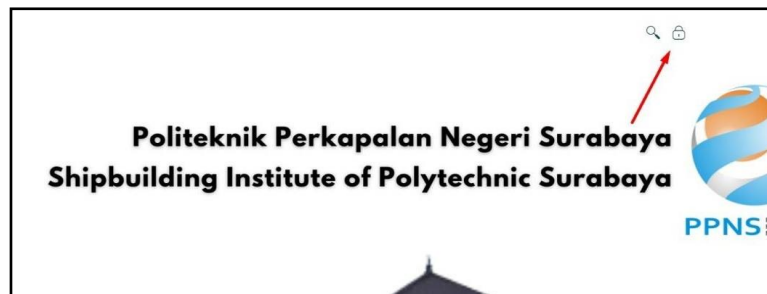 Politeknik Perkapalan Negeri Surabaya
Shipbuilding Institute of Polytechnic Surabaya
PPNS